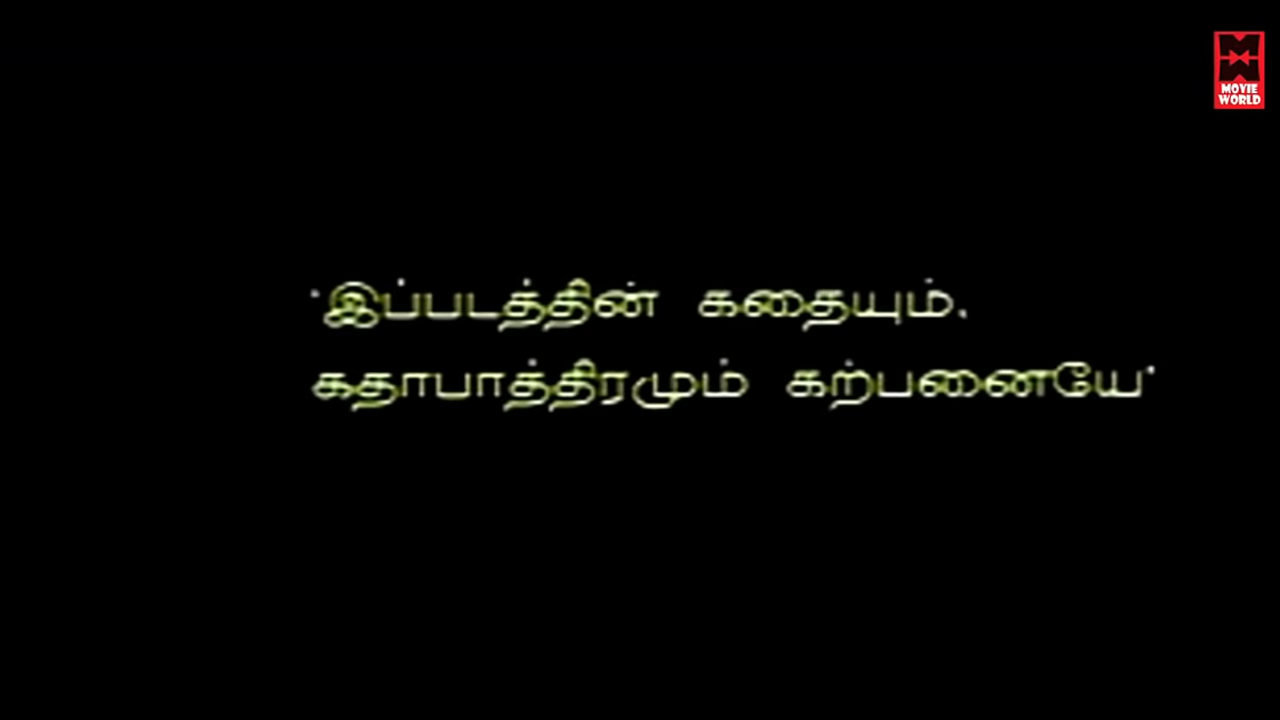 MOVIE
WORLD
'இப்படத்தின் கதையும்,
கதாபாத்திரமும் கற்பனையே'